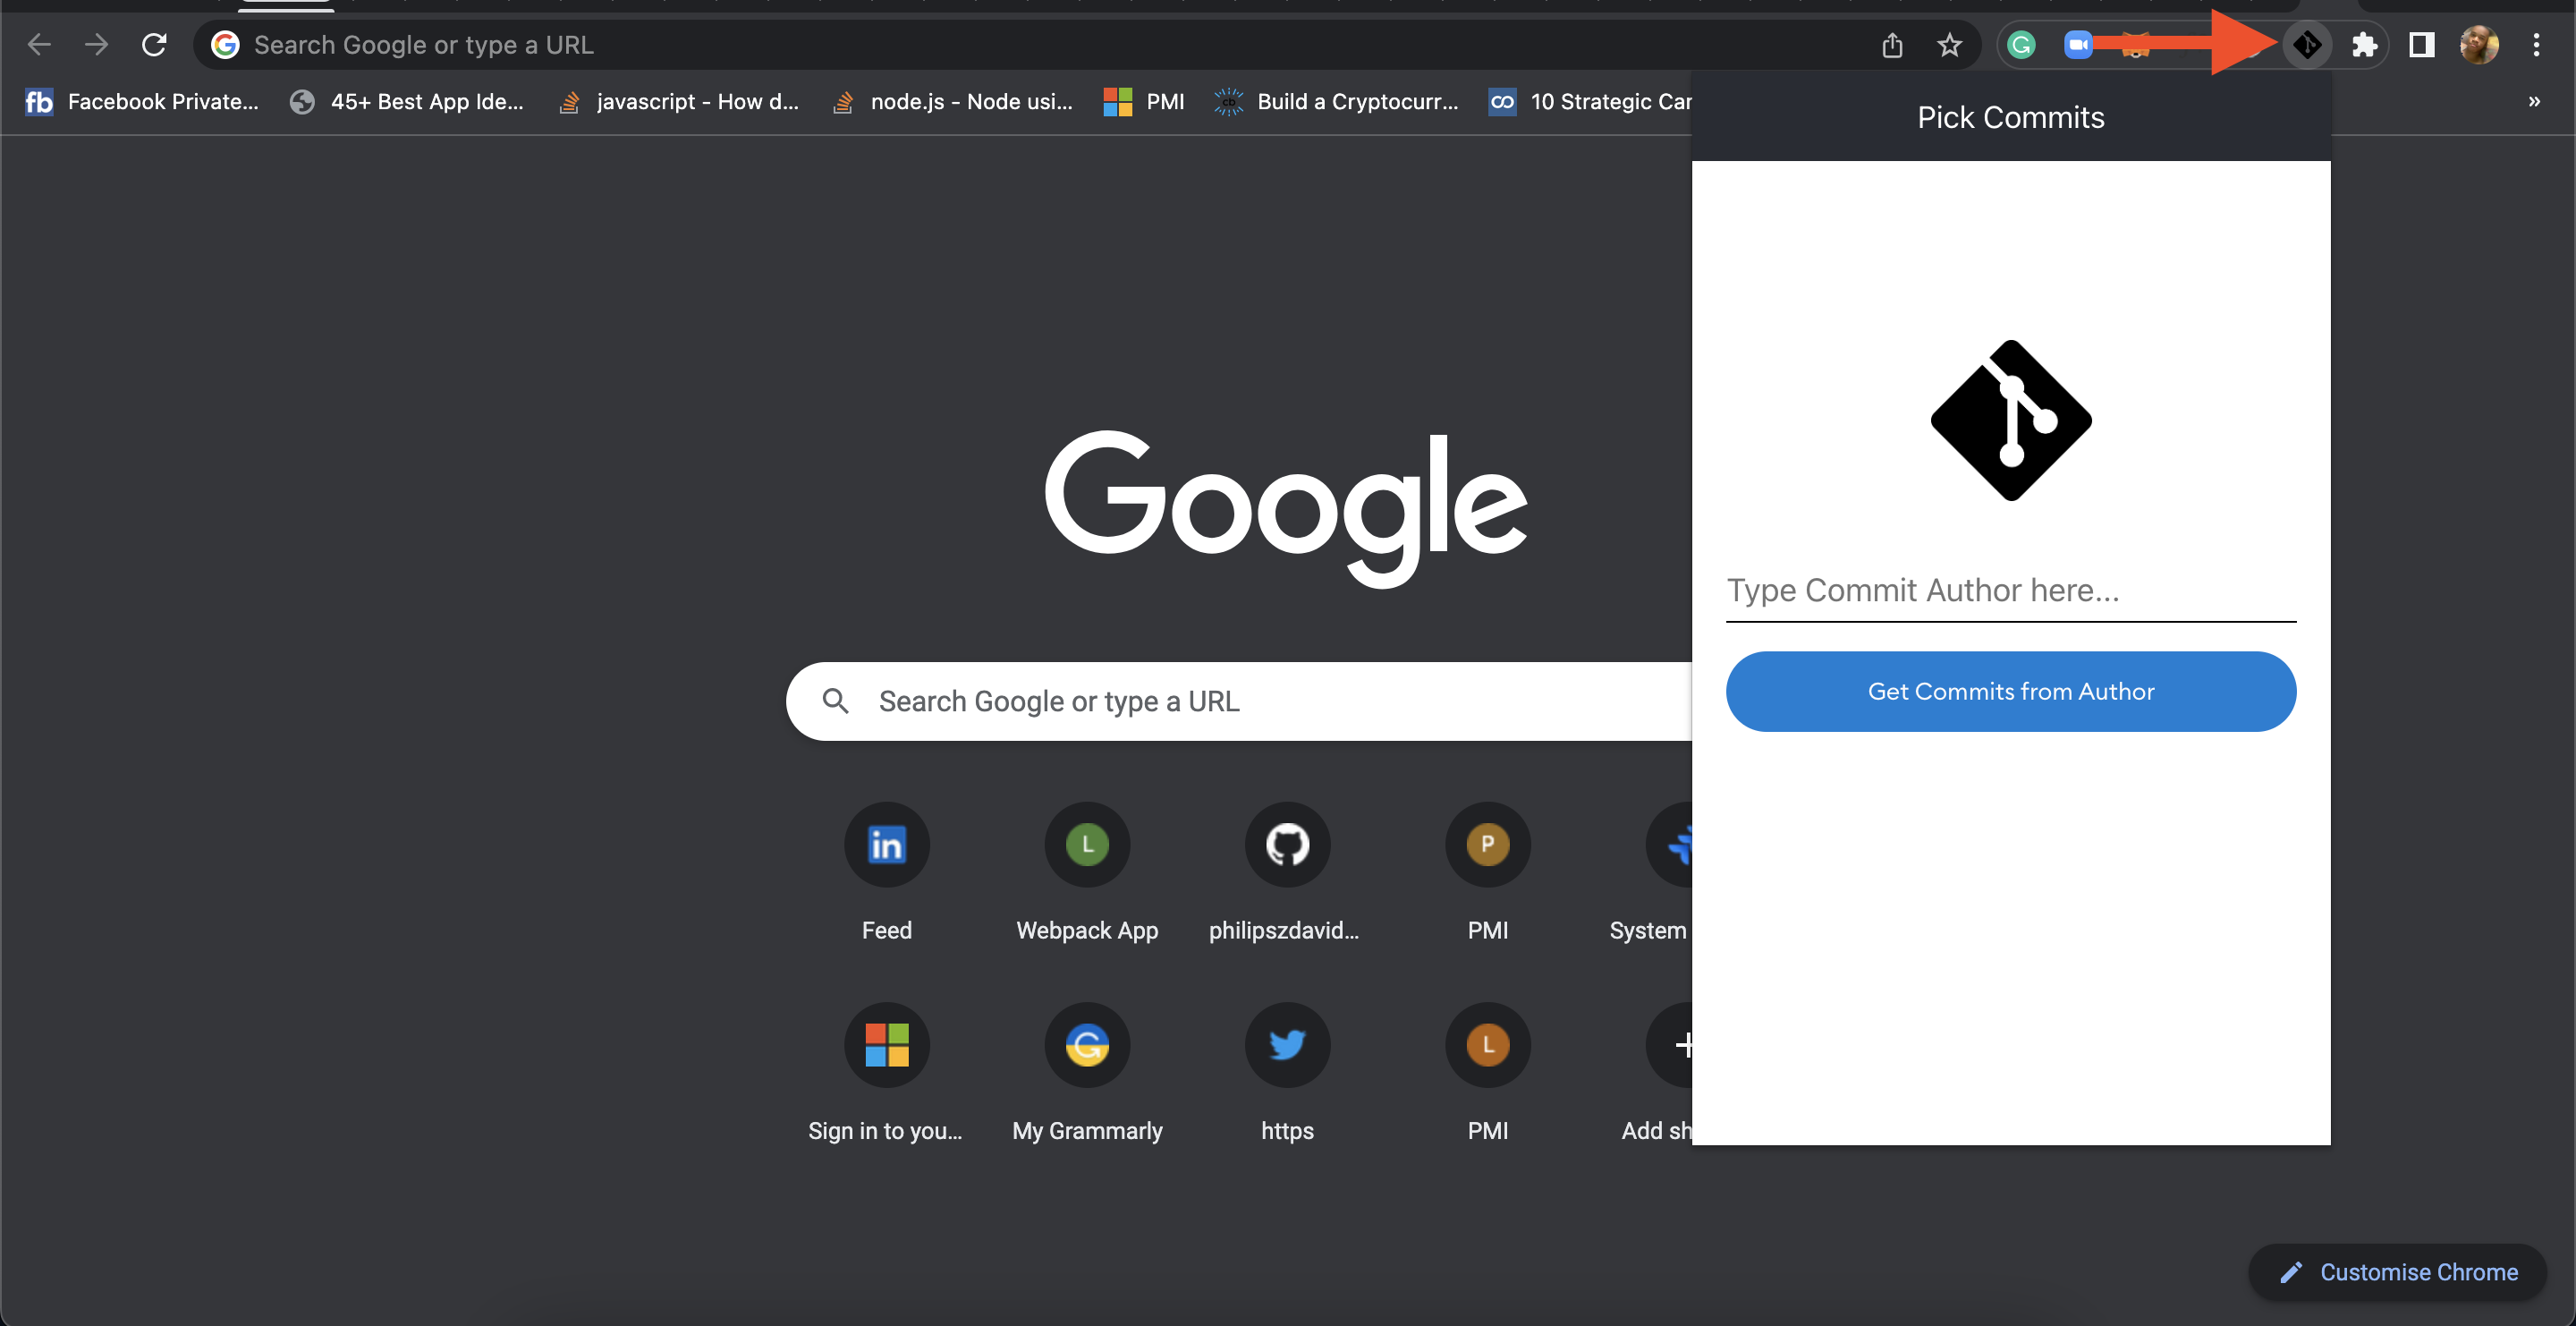 Search Google or type a URL
fb Facebook Private...
45+ Best App Ide...
javascript - How d...
node.js - Node usi...
PMI
cb Build a Cryptocurr...
10 Strategic Car
»
Pick Commits
Google
Type Commit Author here...
Search Google or type a URL
Get Commits from Author
in
L
P
Feed
Webpack App
philipszdavid...
PMI
System
L
Sign in to you...
My Grammarly
https
PMI
Add sh
Customise Chrome